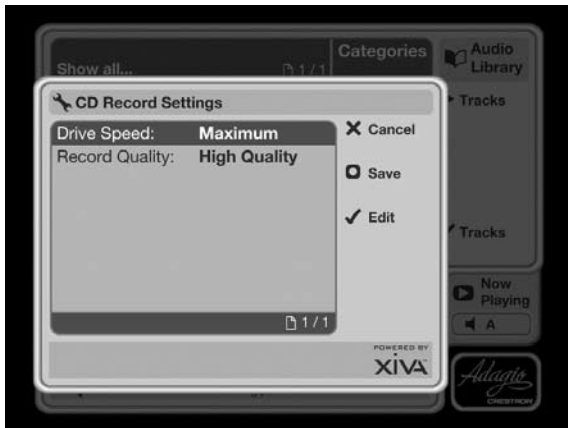 Categories
Audio
Library
Show all...
1/1
Tracks
CD Record Settings
Drive Speed: Maximum
Cancel
Record Quality: High Quality
Save
Edit
Tracks
Now
Playing
1/1
A
POWERED BY
XiVA
Adagio
CRESTRON